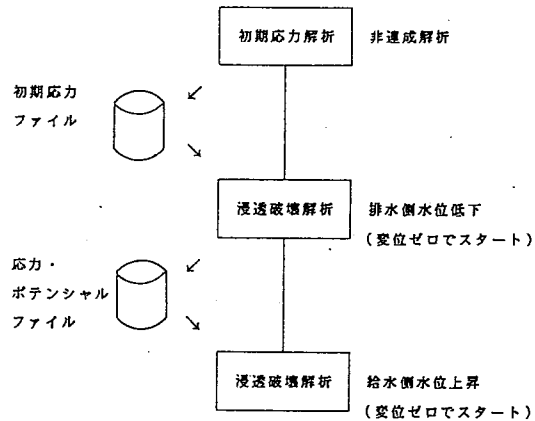 初期応力解析
非連成解析
初期応力
ファイル
浸透破壊解析
排水側水位低下
(変位ゼロでスタート)
応力・
ポテンシャル
ファイル
浸透破壊解析
給水側水位上昇
(変位ゼロでスタート)